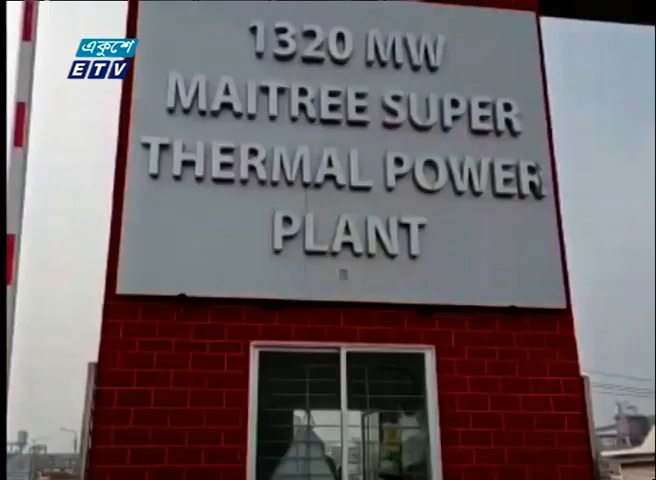 একুশে
ETV
1320 MW
MAITREE SUPER
THERMAL POWER
PLANT